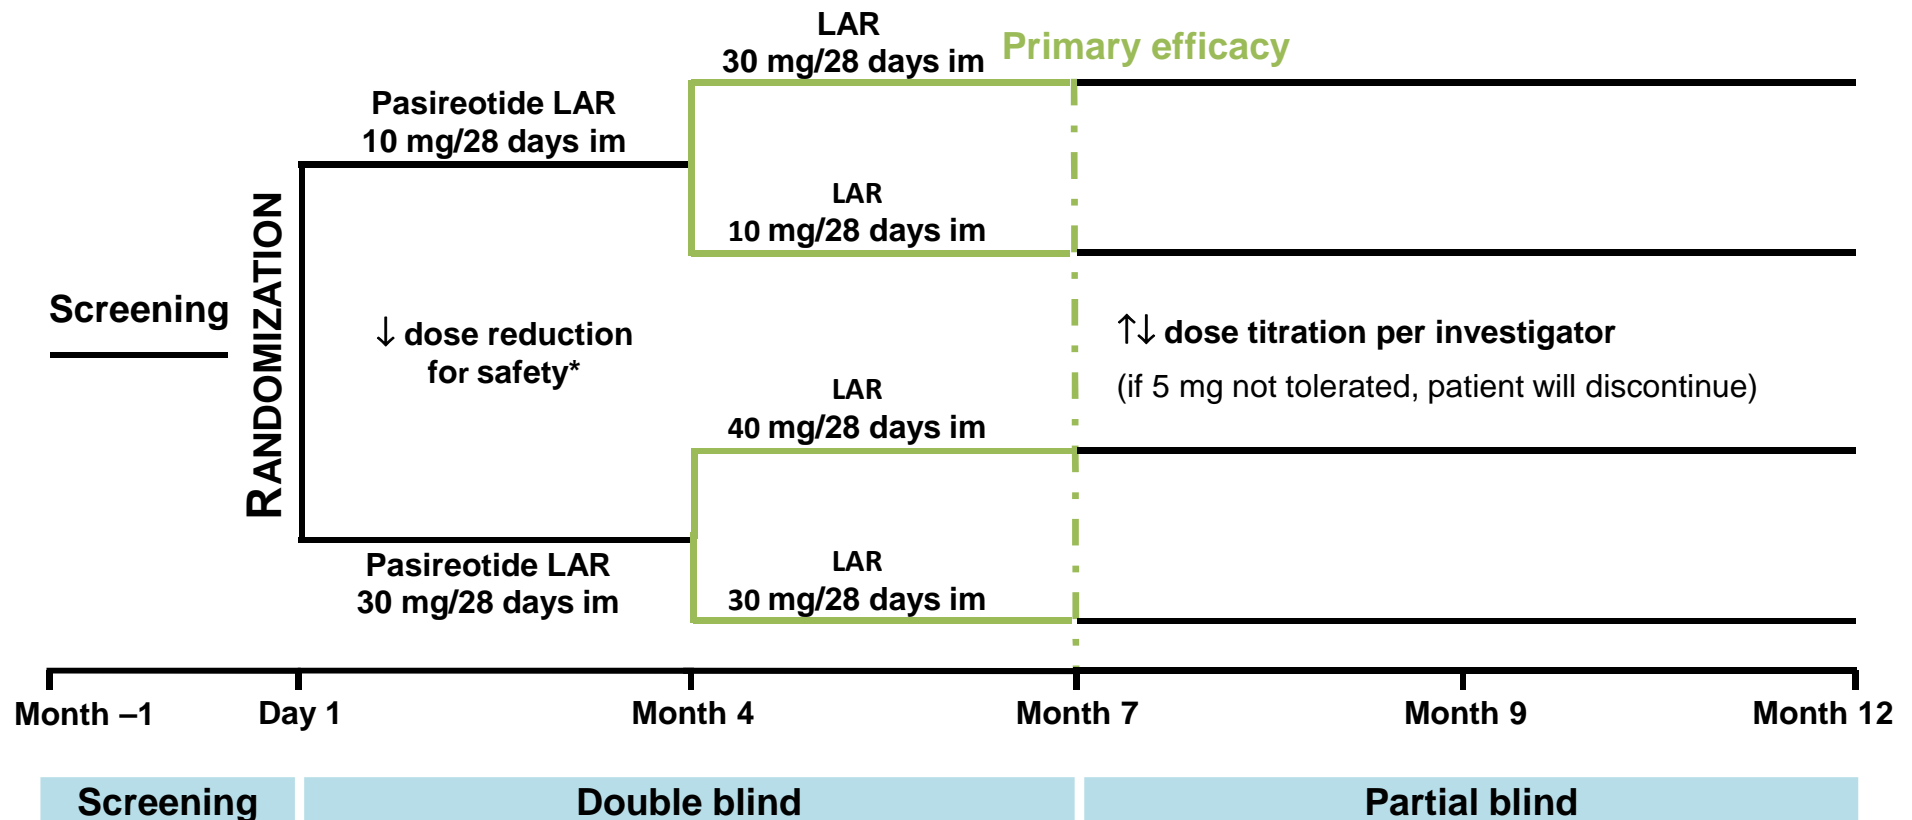 LAR
30 mg/28 days im
Primary efficacy
Pasireotide LAR
10 mg/28 days im
LAR
10 mg/28 days im
Screening
RANDOMIZATION
↓ dose reduction
for safety*
↑↓ dose titration per investigator
(if 5 mg not tolerated, patient will discontinue)
LAR
40 mg/28 days im
Pasireotide LAR
30 mg/28 days im
LAR
30 mg/28 days im
Month –1
Day 1
Month 4
Month 7
Month 9
Month 12
Screening
Double blind
Partial blind